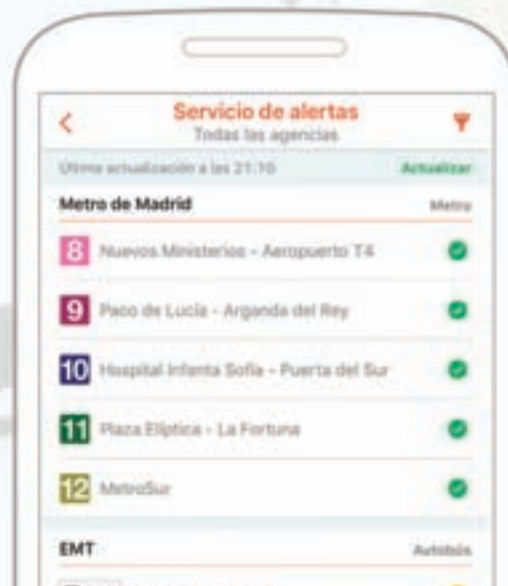 Servicio de alertas
Todas las agencias
Última actualización a las 21:10 Actualizar
Metro de Madrid Metro
8 Nuevos Ministerios - Aeropuerto T4
9 Paco de Lucía - Arganda del Rey
10 Hospital Infanta Sofía - Puerta del Sur
11 Plaza Elíptica - La Fortuna
12 MetroSur
EMT Autobús